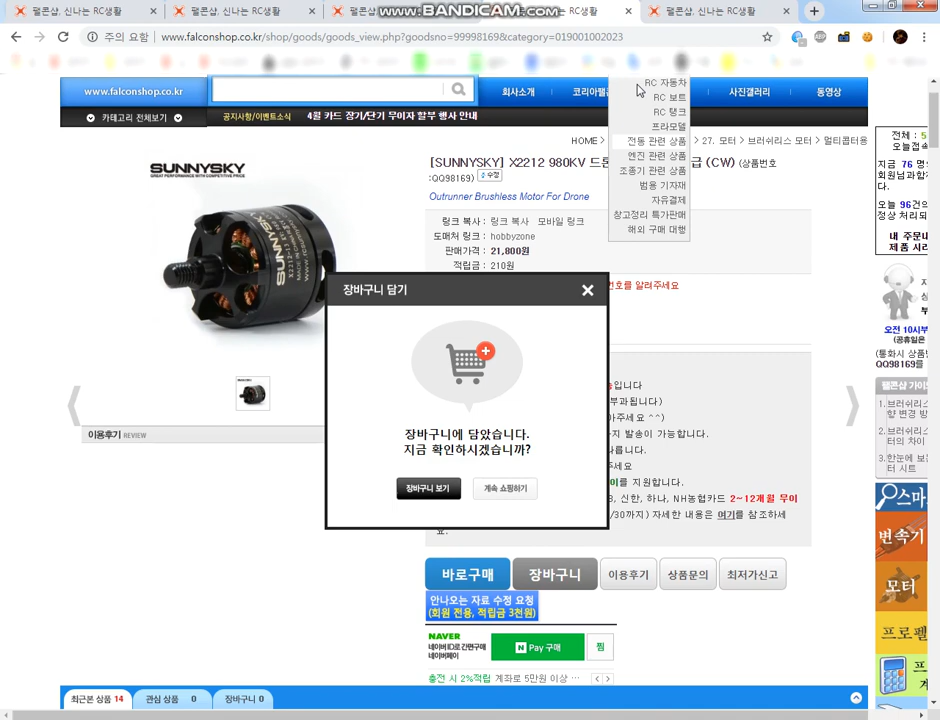 팰콘샵, 신나는 RC생활
팰콘샵, 신나는 RC생활
팰콘
www.BANDICAM.com
는 RC생활
팰콘샵, 신나는 RC생활
주의 요함
www.falconshop.co.kr/shop/goods/goods_view.php?goodsno=99998169&category=019001002023
www.falconshop.co.kr
회사소개
코리아팰콘
사진갤러리
동영상
카테고리 전체보기
공지사항/이벤트소식
4월 카드 장기/단기 무이자 할부 행사 안내
RC 자동차
RC 보트
RC 탱크
프라모델
전동 관련 상품
엔진 관련 상품
조종기 관련 상품
범용 기자재
자유결제
창고정리 특가판매
해외 구매 대행
HOME >
> 27. 모터 > 브러쉬리스 모터 > 멀티콥터용
[SUNNYSKY] X2212 980KV 드론
급 (CW) (상품번호
:QQ98169)
수정
Outrunner Brushless Motor For Drone
링크 복사 : 링크 복사 모바일 링크
도매처 링크 : hobbyzone
판매가격 : 21,800원
적립금 : 210원
번호를 알려주세요
SUNNYSKY
GREAT PERFORMANCE WITH COMPETITIVE PRICE
이용후기 REVIEW
장바구니 담기
장바구니에 담았습니다.
지금 확인하시겠습니까?
장바구니 보기
계속 쇼핑하기
입니다
부과됩니다)
아주세요 ^^)
지 발송이 가능합니다.
다릅니다.
세요
이를 지원합니다.
B, 신한, 하나, NH농협카드 2~12개월 무이
/30까지) 자세한 내용은 여기를 참조하세
요.
바로구매
장바구니
이용후기
상품문의
최저가신고
안나오는 자료 수정 요청
(회원 전용, 적립금 3천원)
NAVER
네이버ID로 간편구매
네이버페이
N Pay 구매
찜
충전 시 2%적립 계좌로 5만원 이상 ···
최근본 상품 14
관심 상품 0
장바구니 0
전체 : 5
오늘접속
지금 76 명
회원님과 함께
다.
오늘 96건의
정상 처리되
내 주문내
제품 시리
오전 10시부
(공휴일은
(통화시 상품번
QQ98169를
팰콘샵 가이
1. 브러쉬리스
향 변경 방
2. 브러쉬리스
터의 차이
3. 한눈에 보는
터 시트
스마
변속기
모터
프로펠